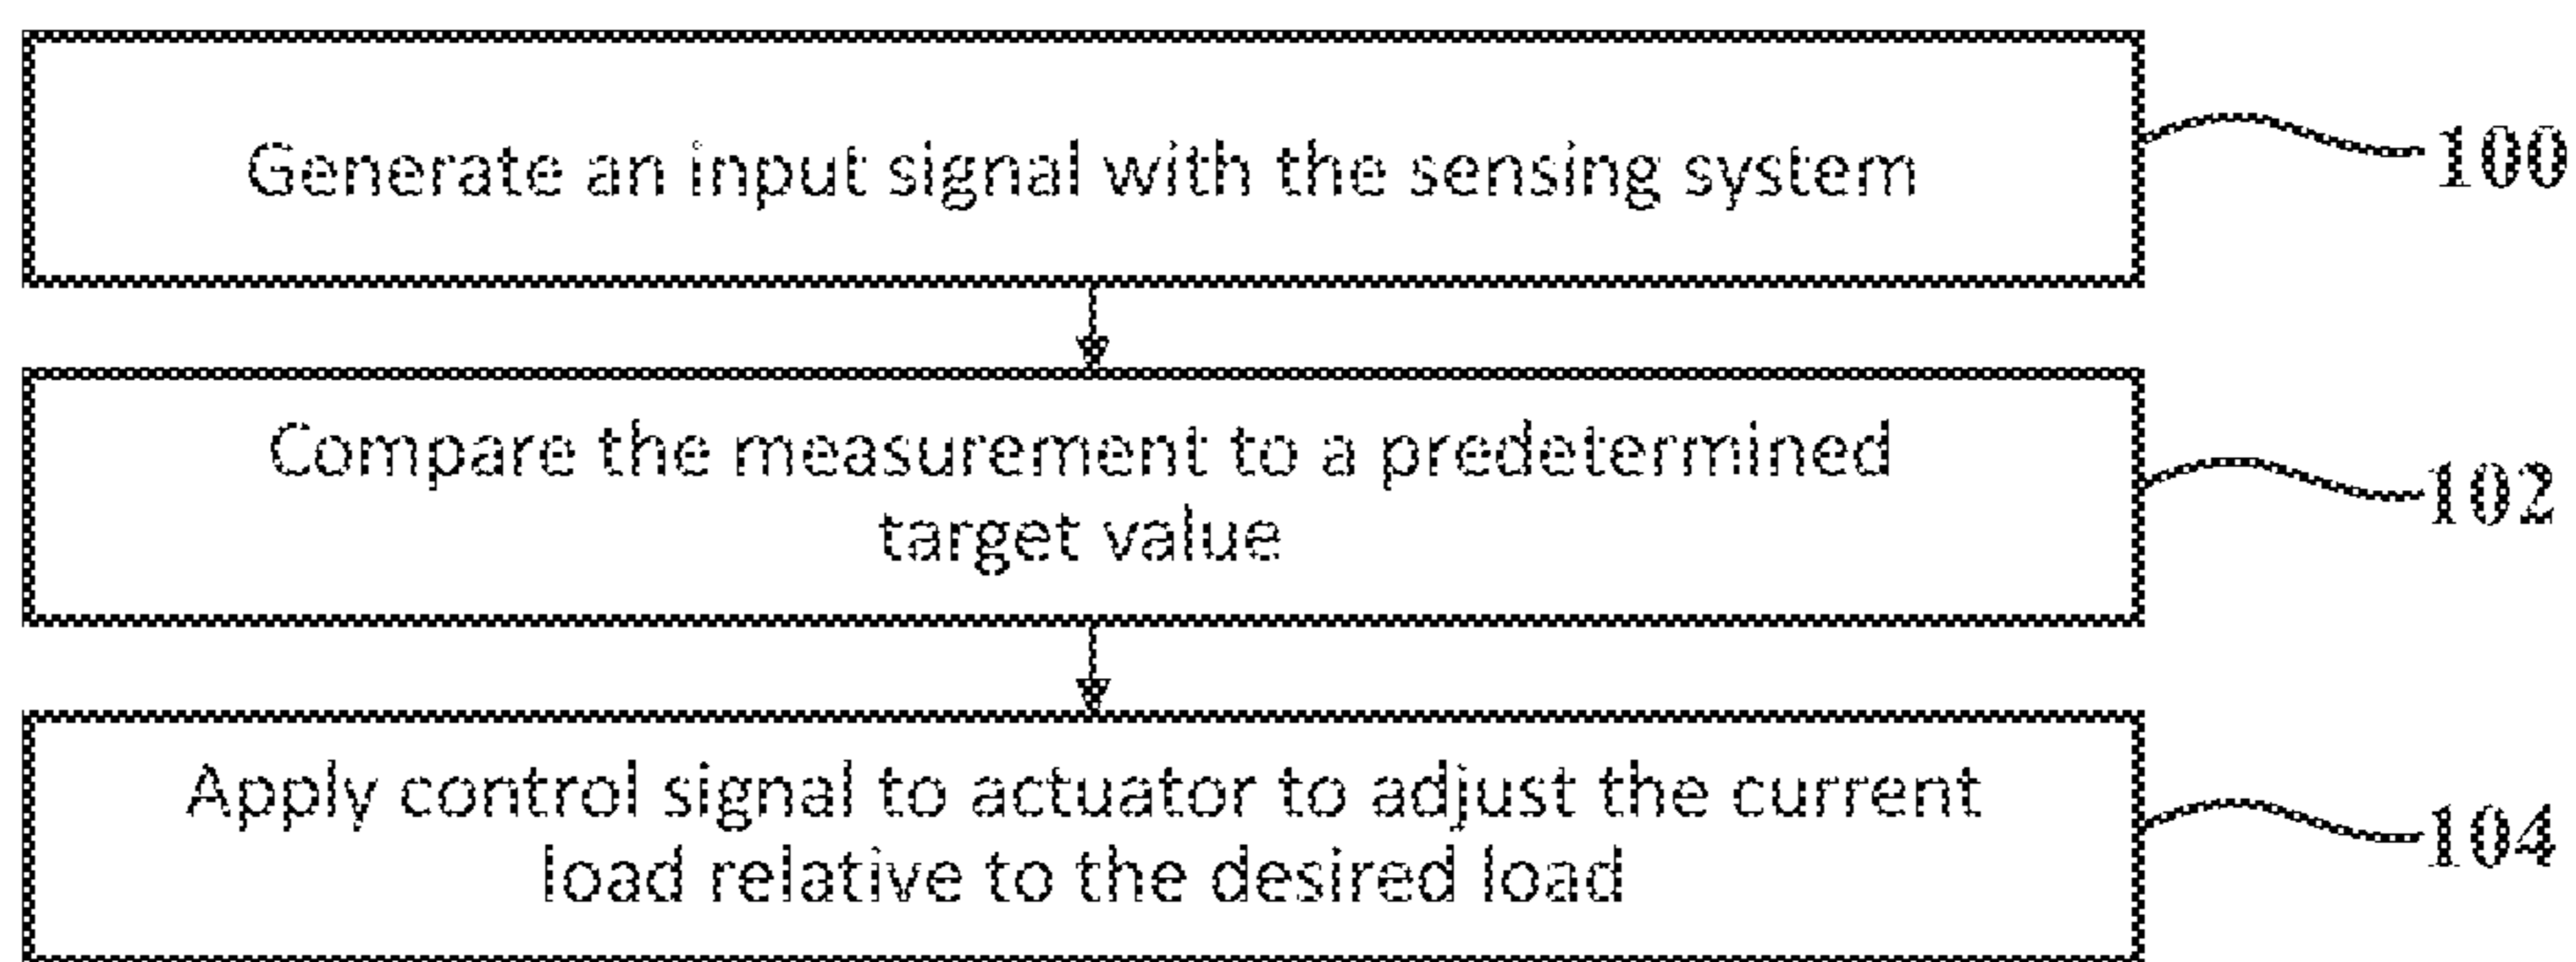 Generate an input signal with the sensing system
100
Compare the measurement to a predetermined
target value
102
Apply control signal to actuator to adjust the current
load relative to the desired load
104